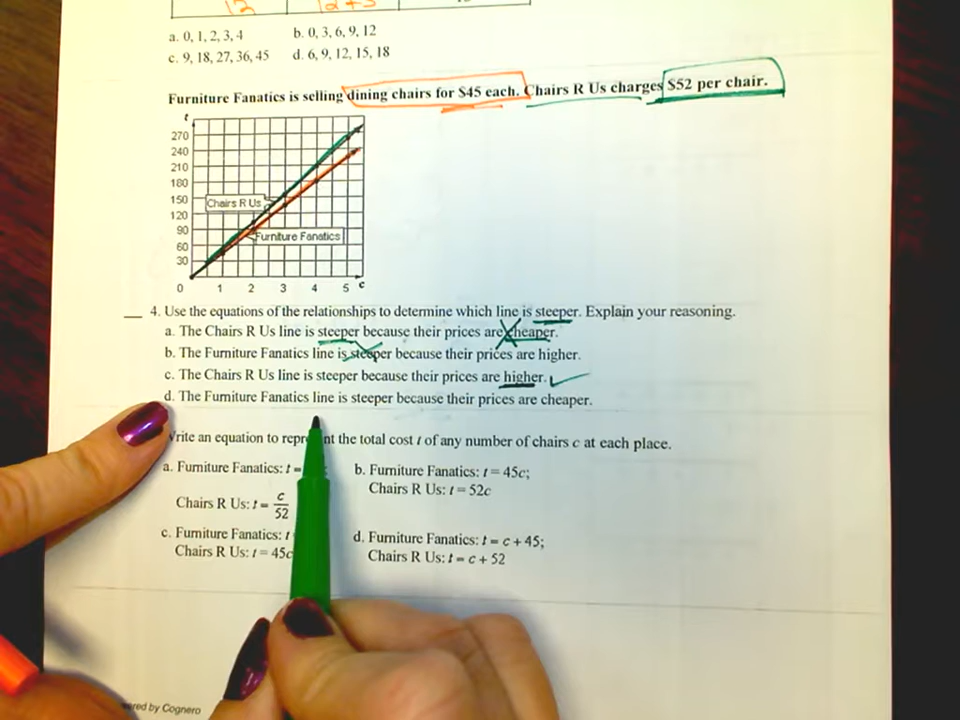 12
12+3
a. 0, 1, 2, 3, 4 b. 0, 3, 6, 9, 12
c. 9, 18, 27, 36, 45 d. 6, 9, 12, 15, 18
Furniture Fanatics is selling dining chairs for $45 each. Chairs R Us charges $52 per chair.
t
270
240
210
180
150
120
90
60
30
Chairs R Us
Furniture Fanatics
0 1 2 3 4 5 c
4. Use the equations of the relationships to determine which line is steeper. Explain your reasoning.
a. The Chairs R Us line is steeper because their prices are cheaper.
b. The Furniture Fanatics line is steeper because their prices are higher.
c. The Chairs R Us line is steeper because their prices are higher.
d. The Furniture Fanatics line is steeper because their prices are cheaper.
Write an equation to represent the total cost t of any number of chairs c at each place.
a. Furniture Fanatics: t =
Chairs R Us: t = c/52
b. Furniture Fanatics: t = 45c;
Chairs R Us: t = 52c
c. Furniture Fanatics: t
Chairs R Us: t = 45c
d. Furniture Fanatics: t = c + 45;
Chairs R Us: t = c + 52
ered by Cognero